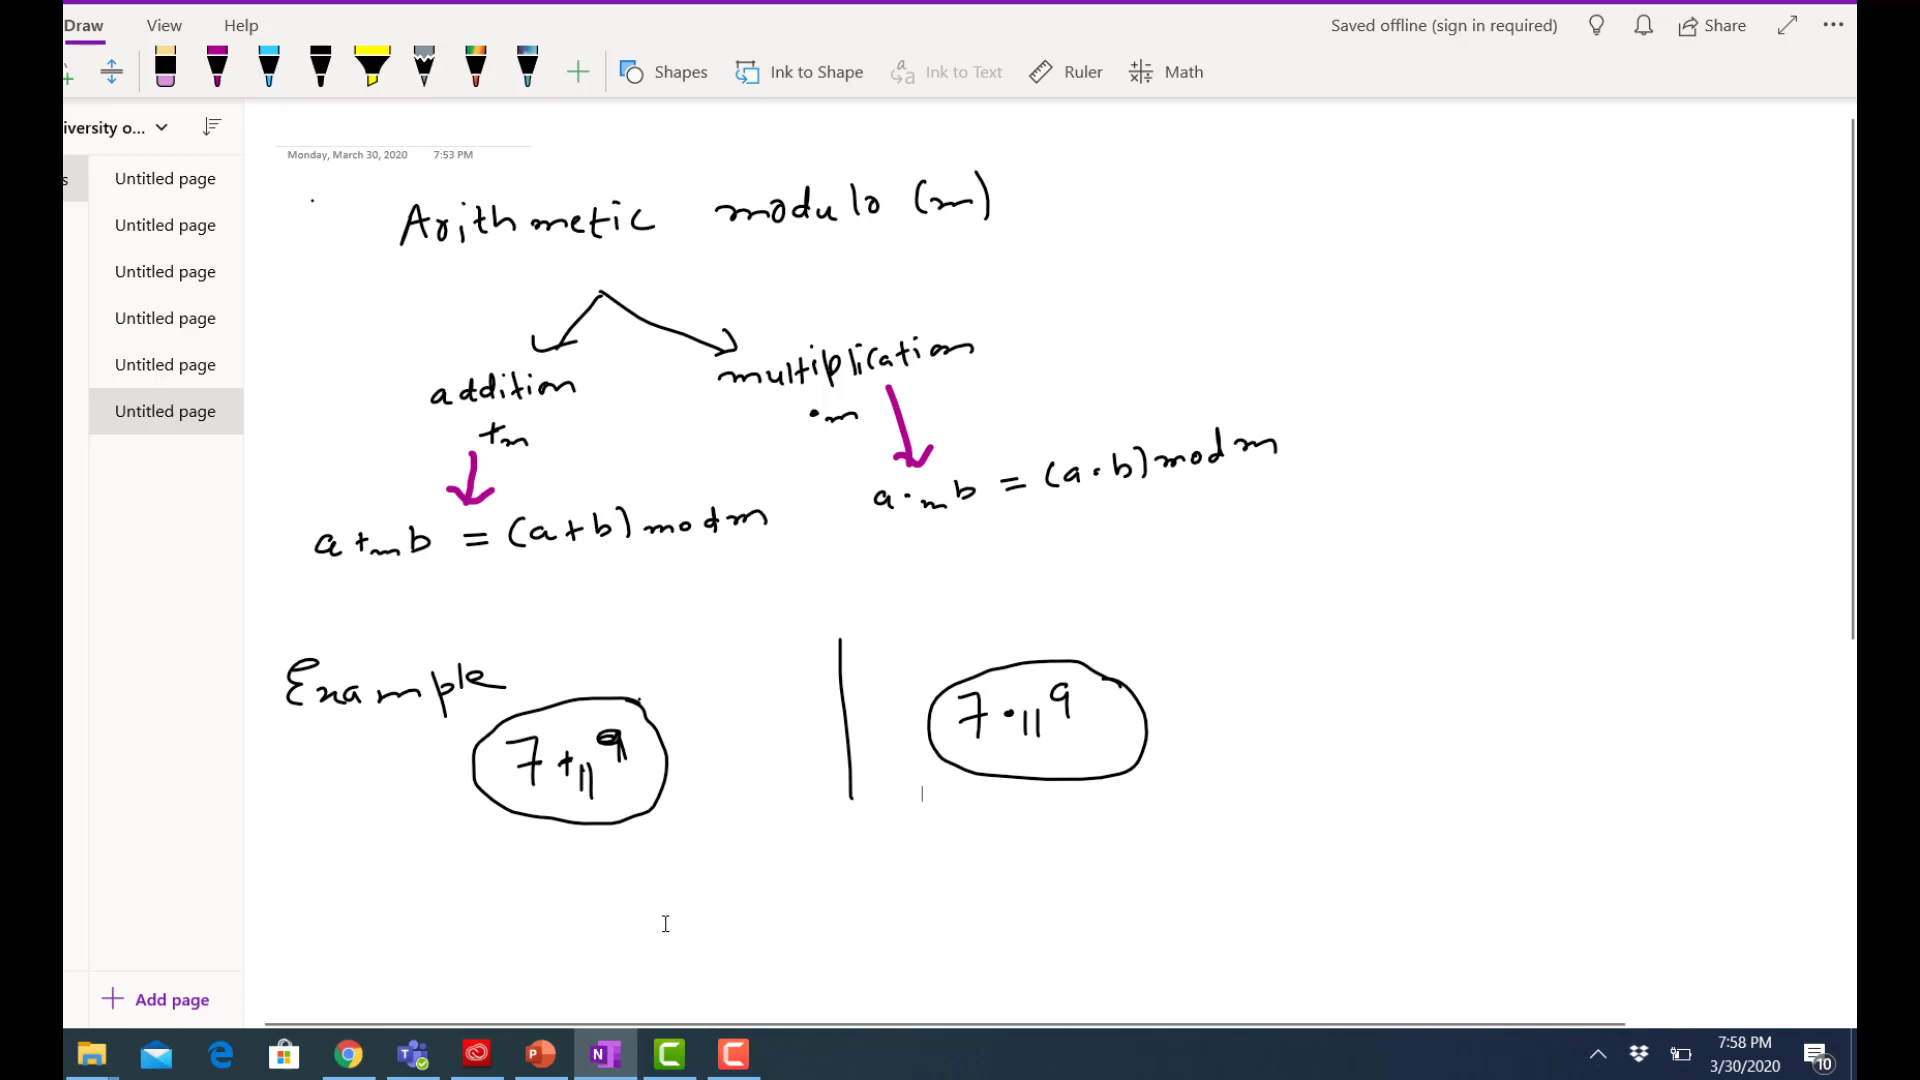 Draw View Help Saved offline (sign in required) Share
Shapes Ink to Shape Ink to Text Ruler Math
iversity o...
s
Untitled page
Untitled page
Untitled page
Untitled page
Untitled page
Untitled page
Add page
Monday, March 30, 2020 7:53 PM
Arithmetic modulo (m)
addition multiplication
+m ·m
a +m b = (a+b) mod m
a ·m b = (a·b) mod m
Example
7 +11 9
7 ·11 9
7:58 PM
3/30/2020
10